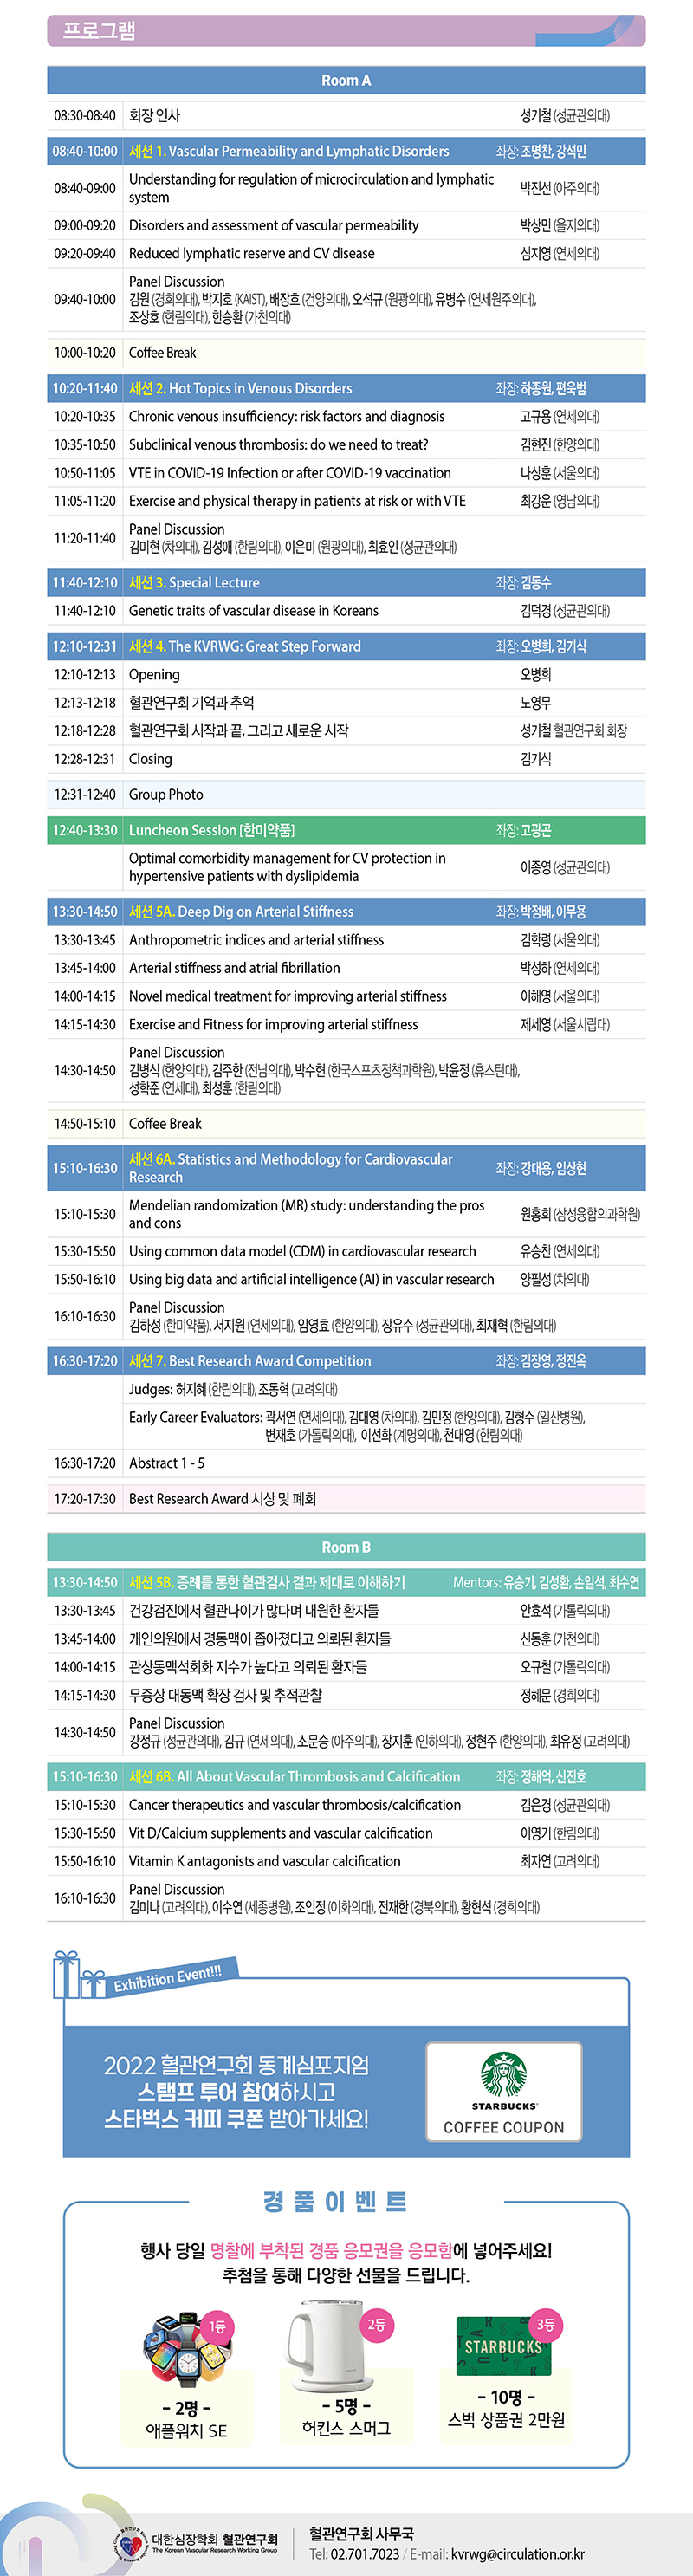 프로그램
Room A
08:30-08:40 회장 인사 성기철 (성균관의대)
08:40-10:00 세션 1. Vascular Permeability and Lymphatic Disorders 좌장: 조명찬, 강석민
08:40-09:00 Understanding for regulation of microcirculation and lymphatic system 박진선 (아주의대)
09:00-09:20 Disorders and assessment of vascular permeability 박상민 (을지의대)
09:20-09:40 Reduced lymphatic reserve and CV disease 심지영 (연세의대)
09:40-10:00 Panel Discussion
김원 (경희의대), 박지호 (KAIST), 배장호 (건양의대), 오석규 (원광의대), 유병수 (연세원주의대),
조상호 (한림의대), 한승환 (가천의대)
10:00-10:20 Coffee Break
10:20-11:40 세션 2. Hot Topics in Venous Disorders 좌장: 하종원, 편욱범
10:20-10:35 Chronic venous insufficiency: risk factors and diagnosis 고규용 (연세의대)
10:35-10:50 Subclinical venous thrombosis: do we need to treat? 김현진 (한양의대)
10:50-11:05 VTE in COVID-19 Infection or after COVID-19 vaccination 나상훈 (서울의대)
11:05-11:20 Exercise and physical therapy in patients at risk or with VTE 최강운 (영남의대)
11:20-11:40 Panel Discussion
김미현 (차의대), 김성애 (한림의대), 이은미 (원광의대), 최효인 (성균관의대)
11:40-12:10 세션 3. Special Lecture 좌장: 김동수
11:40-12:10 Genetic traits of vascular disease in Koreans 김덕경 (성균관의대)
12:10-12:31 세션 4. The KVRWG: Great Step Forward 좌장: 오병희, 김기식
12:10-12:13 Opening 오병희
12:13-12:18 혈관연구회 기억과 추억 노영무
12:18-12:28 혈관연구회 시작과 끝, 그리고 새로운 시작 성기철 혈관연구회 회장
12:28-12:31 Closing 김기식
12:31-12:40 Group Photo
12:40-13:30 Luncheon Session [한미약품] 좌장: 고광곤
Optimal comorbidity management for CV protection in
hypertensive patients with dyslipidemia 이종영 (성균관의대)
13:30-14:50 세션 5A. Deep Dig on Arterial Stiffness 좌장: 박정배, 이무용
13:30-13:45 Anthropometric indices and arterial stiffness 김학령 (서울의대)
13:45-14:00 Arterial stiffness and atrial fibrillation 박성하 (연세의대)
14:00-14:15 Novel medical treatment for improving arterial stiffness 이해영 (서울의대)
14:15-14:30 Exercise and Fitness for improving arterial stiffness 제세영 (서울시립대)
14:30-14:50 Panel Discussion
김병식 (한양의대), 김주한 (전남의대), 박수현 (한국스포츠정책과학원), 박윤정 (휴스턴대),
성학준 (연세대), 최성훈 (한림의대)
14:50-15:10 Coffee Break
15:10-16:30 세션 6A. Statistics and Methodology for Cardiovascular Research 좌장: 강대용, 임상현
15:10-15:30 Mendelian randomization (MR) study: understanding the pros and cons 원홍희 (삼성융합의과학원)
15:30-15:50 Using common data model (CDM) in cardiovascular research 유승찬 (연세의대)
15:50-16:10 Using big data and artificial intelligence (AI) in vascular research 양필성 (차의대)
16:10-16:30 Panel Discussion
김하성 (한미약품), 서지원 (연세의대), 임영효 (한양의대), 장유수 (성균관의대), 최재혁 (한림의대)
16:30-17:20 세션 7. Best Research Award Competition 좌장: 김장영, 정진옥
Judges: 허지혜 (한림의대), 조동혁 (고려의대)
Early Career Evaluators: 곽서연 (연세의대), 김대영 (차의대), 김민정 (한양의대), 김형수 (일산병원),
변재호 (가톨릭의대), 이선화 (계명의대), 천대영 (한림의대)
16:30-17:20 Abstract 1 - 5
17:20-17:30 Best Research Award 시상 및 폐회
Room B
13:30-14:50 세션 5B. 증례를 통한 혈관검사 결과 제대로 이해하기 Mentors: 유승기, 김성환, 손일석, 최수연
13:30-13:45 건강검진에서 혈관나이가 많다며 내원한 환자들 안효석 (가톨릭의대)
13:45-14:00 개인의원에서 경동맥이 좁아졌다고 의뢰된 환자들 신동훈 (가천의대)
14:00-14:15 관상동맥석회화 지수가 높다고 의뢰된 환자들 오규철 (가톨릭의대)
14:15-14:30 무증상 대동맥 확장 검사 및 추적관찰 정혜문 (경희의대)
14:30-14:50 Panel Discussion
강정규 (성균관의대), 김규 (연세의대), 소문승 (아주의대), 장지훈 (인하의대), 정현주 (한양의대), 최유정 (고려의대)
15:10-16:30 세션 6B. All About Vascular Thrombosis and Calcification 좌장: 정해억, 신진호
15:10-15:30 Cancer therapeutics and vascular thrombosis/calcification 김은경 (성균관의대)
15:30-15:50 Vit D/Calcium supplements and vascular calcification 이영기 (한림의대)
15:50-16:10 Vitamin K antagonists and vascular calcification 최자연 (고려의대)
16:10-16:30 Panel Discussion
김미나 (고려의대), 이수연 (세종병원), 조인정 (이화의대), 전재한 (경북의대), 황현석 (경희의대)
Exhibition Event!!!
2022 혈관연구회 동계심포지엄
스탬프 투어 참여하시고
스타벅스 커피 쿠폰 받아가세요!
STARBUCKS
COFFEE COUPON
경품이벤트
행사 당일 명찰에 부착된 경품 응모권을 응모함에 넣어주세요!
추첨을 통해 다양한 선물을 드립니다.
1등 2등 3등
STARBUCKS
- 2명 - - 5명 - - 10명 -
애플워치 SE 허킨스 스머그 스벅 상품권 2만원
대한심장학회 혈관연구회
The Korean Vascular Research Working Group
혈관연구회 사무국
Tel: 02.701.7023 / E-mail: kvrwg@circulation.or.kr